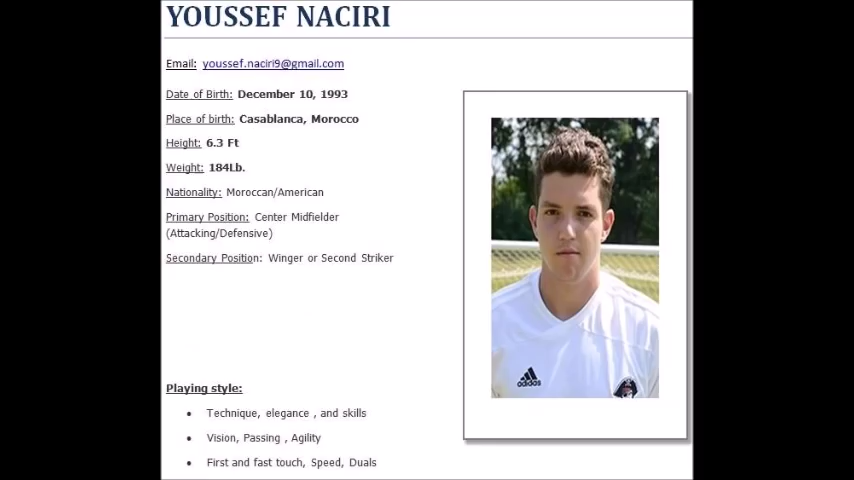 YOUSSEF NACIRI
Email: youssef.naciri9@gmail.com
Date of Birth: December 10, 1993
Place of birth: Casablanca, Morocco
Height: 6.3 Ft
Weight: 184Lb.
Nationality: Moroccan/American
Primary Position: Center Midfielder
(Attacking/Defensive)
Secondary Position: Winger or Second Striker
adidas
Playing style:
• Technique, elegance , and skills
• Vision, Passing , Agility
• First and fast touch, Speed, Duals